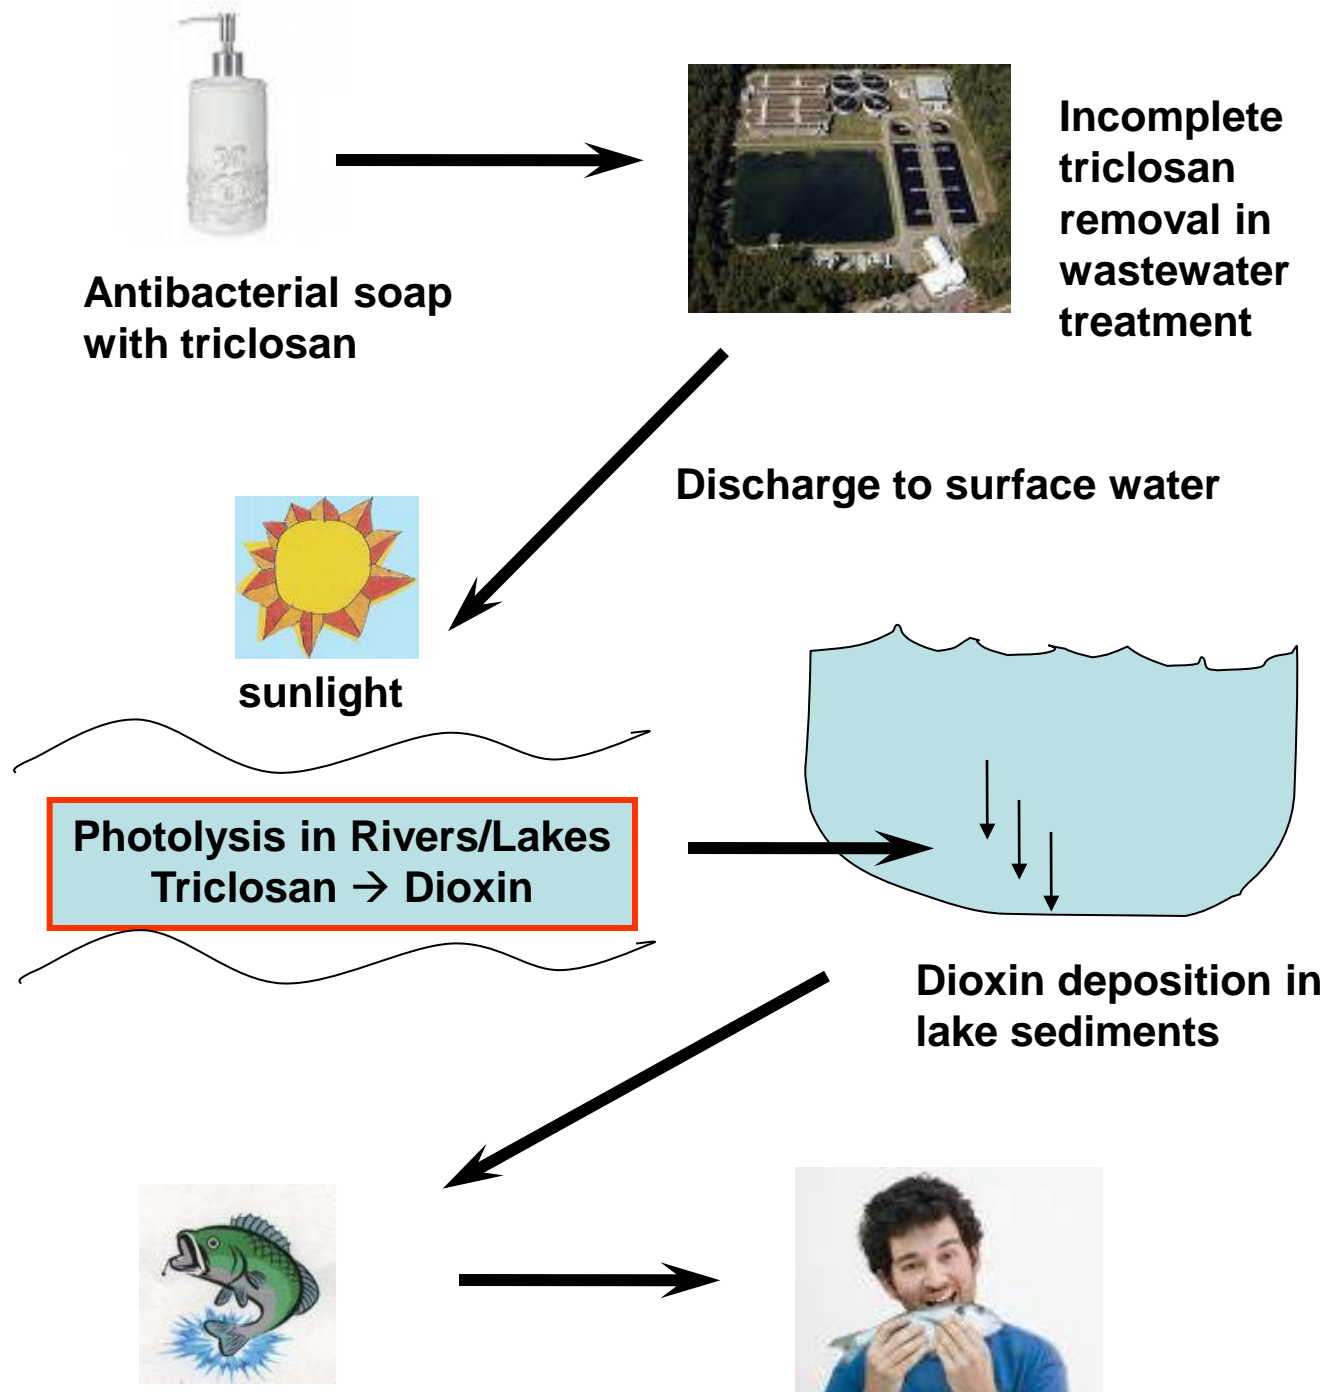 Incomplete
triclosan
removal in
wastewater
treatment
Antibacterial soap
with triclosan
Discharge to surface water
sunlight
Photolysis in Rivers/Lakes
Triclosan → Dioxin
Dioxin deposition in
lake sediments